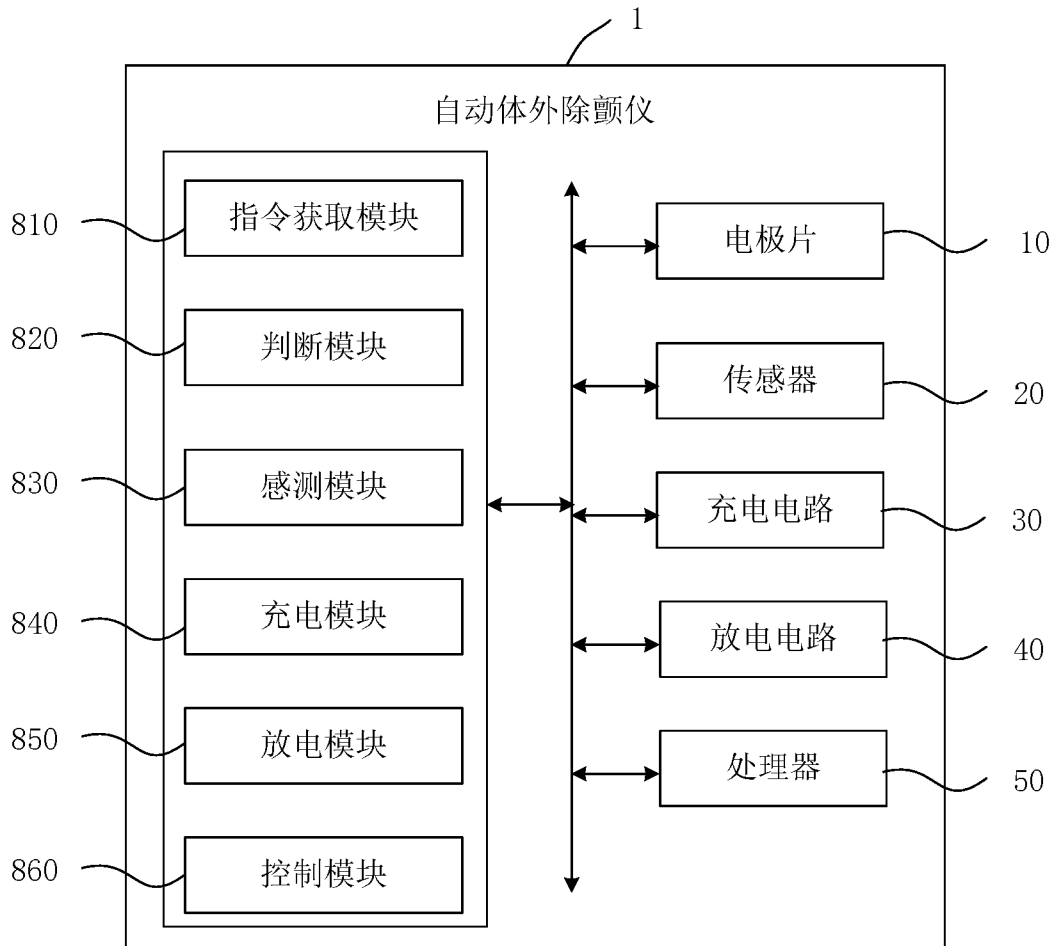 1
自动体外除颤仪
810
指令获取模块
820
判断模块
830
感测模块
840
充电模块
850
放电模块
860
控制模块
电极片
10
传感器
20
充电电路
30
放电电路
40
处理器
50